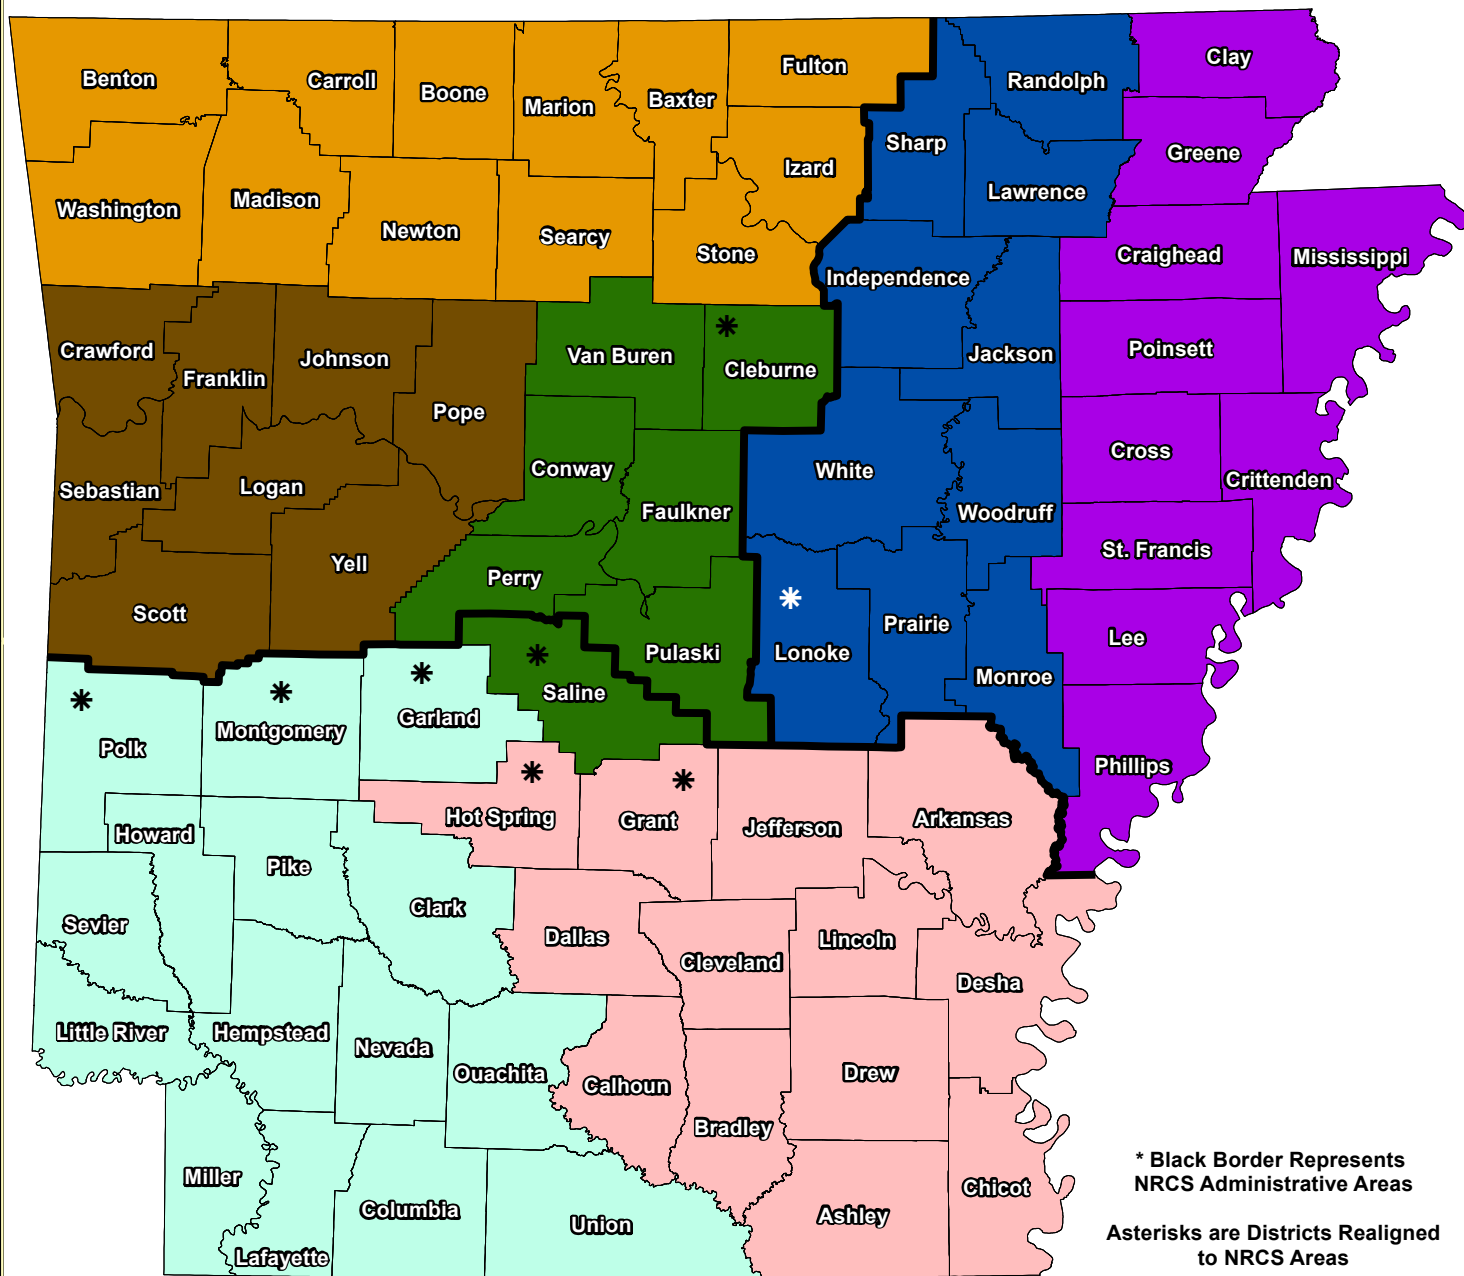 Benton
Carroll
Boone
Marion
Baxter
Fulton
Randolph
Clay
Sharp
Izard
Greene
Washington
Madison
Newton
Searcy
Stone
Lawrence
Independence
Craighead
Mississippi
Crawford
Franklin
Johnson
Pope
Van Buren
*
Cleburne
Jackson
Poinsett
Sebastian
Logan
Conway
Faulkner
White
Woodruff
Cross
Crittenden
Yell
Perry
St. Francis
Scott
*
Saline
Pulaski
*
Lonoke
Prairie
Monroe
Lee
*
Polk
*
Montgomery
*
Garland
Phillips
*
Hot Spring
*
Grant
Jefferson
Arkansas
Howard
Pike
Clark
Sevier
Dallas
Cleveland
Lincoln
Desha
Little River
Hempstead
Nevada
Ouachita
Calhoun
Drew
Bradley
Miller
Lafayette
Columbia
Union
Ashley
Chicot
* Black Border Represents
NRCS Administrative Areas
Asterisks are Districts Realigned
to NRCS Areas